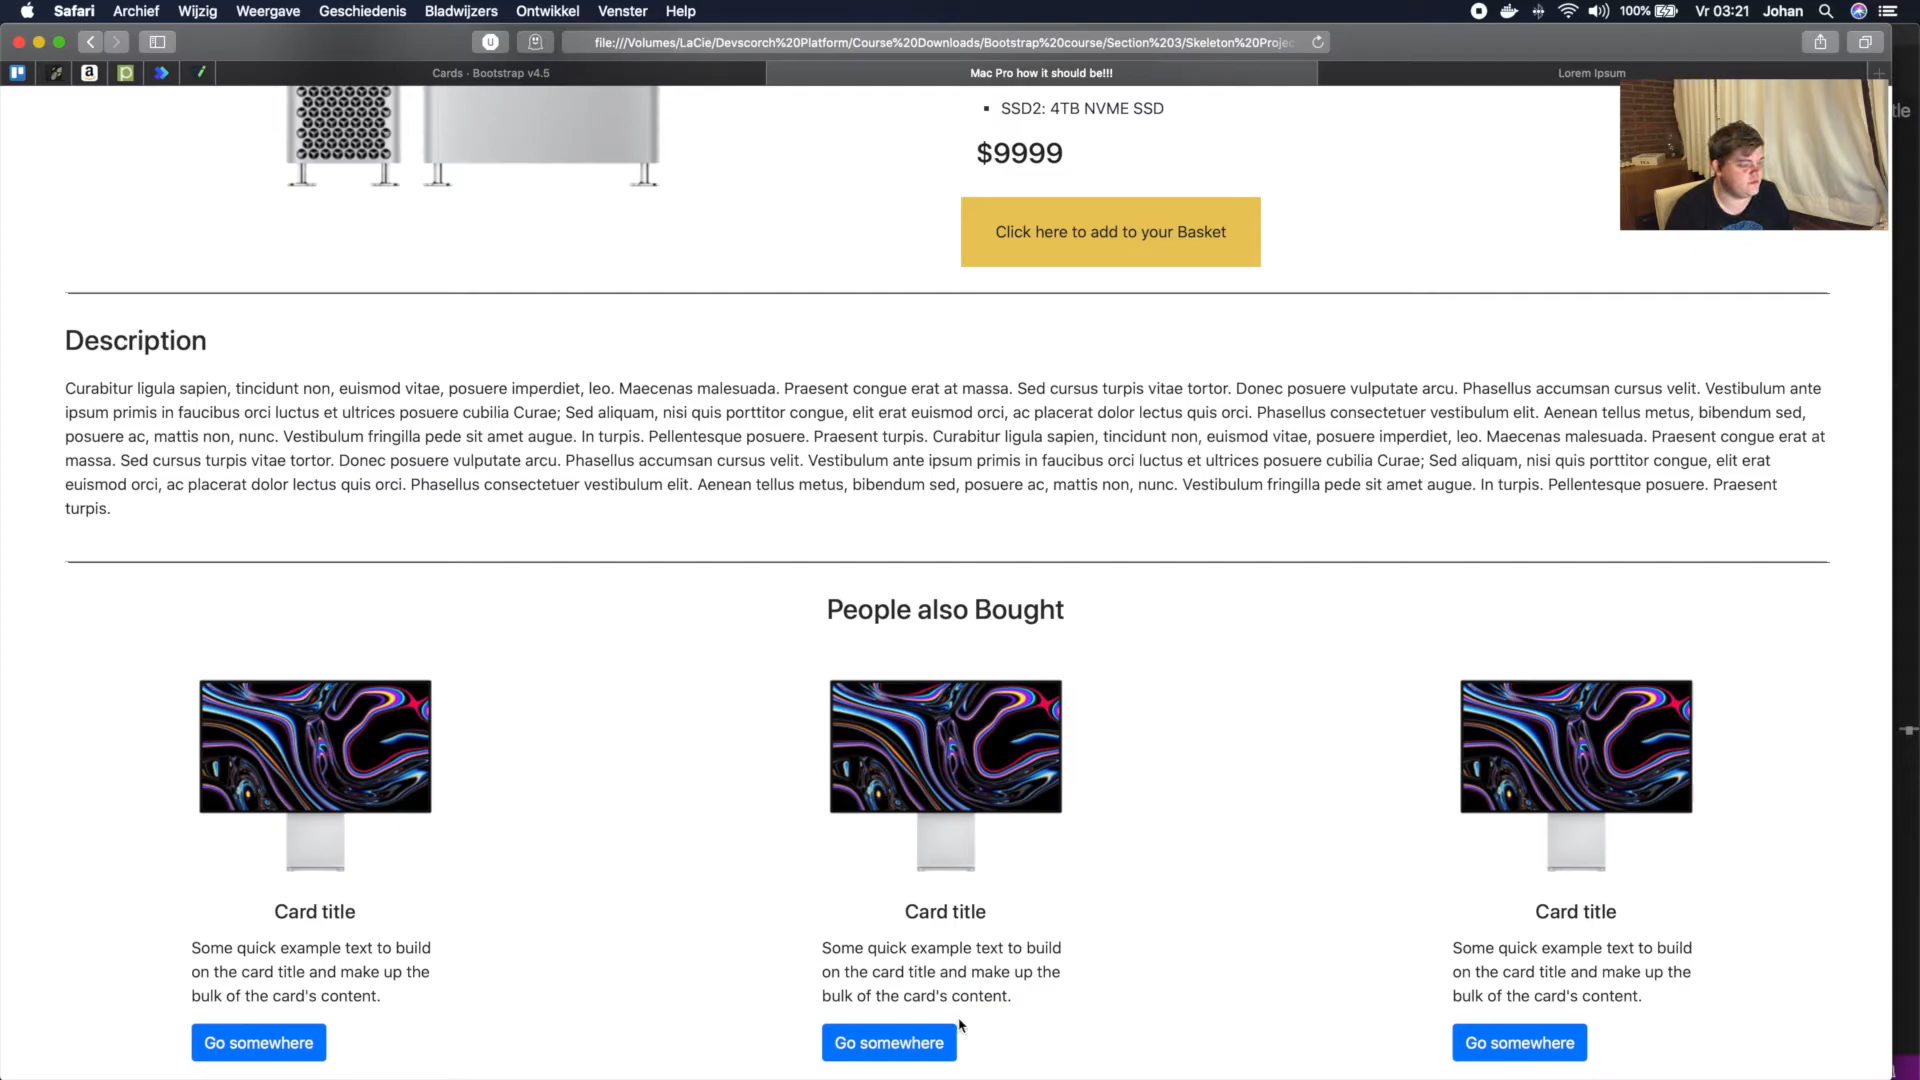 Safari Archief Wijzig Weergave Geschiedenis Bladwijzers Ontwikkel Venster Help 100% Vr 03:21 Johan
file:///Volumes/LaCie/Devscorch%20Platform/Course%20Downloads/Bootstrap%20course/Section%203/Skeleton%20Projec
Cards · Bootstrap v4.5 Mac Pro how it should be!!! Lorem Ipsum
SSD2: 4TB NVME SSD
$9999
Click here to add to your Basket
Description
Curabitur ligula sapien, tincidunt non, euismod vitae, posuere imperdiet, leo. Maecenas malesuada. Praesent congue erat at massa. Sed cursus turpis vitae tortor. Donec posuere vulputate arcu. Phasellus accumsan cursus velit. Vestibulum ante
ipsum primis in faucibus orci luctus et ultrices posuere cubilia Curae; Sed aliquam, nisi quis porttitor congue, elit erat euismod orci, ac placerat dolor lectus quis orci. Phasellus consectetuer vestibulum elit. Aenean tellus metus, bibendum sed,
posuere ac, mattis non, nunc. Vestibulum fringilla pede sit amet augue. In turpis. Pellentesque posuere. Praesent turpis. Curabitur ligula sapien, tincidunt non, euismod vitae, posuere imperdiet, leo. Maecenas malesuada. Praesent congue erat at
massa. Sed cursus turpis vitae tortor. Donec posuere vulputate arcu. Phasellus accumsan cursus velit. Vestibulum ante ipsum primis in faucibus orci luctus et ultrices posuere cubilia Curae; Sed aliquam, nisi quis porttitor congue, elit erat
euismod orci, ac placerat dolor lectus quis orci. Phasellus consectetuer vestibulum elit. Aenean tellus metus, bibendum sed, posuere ac, mattis non, nunc. Vestibulum fringilla pede sit amet augue. In turpis. Pellentesque posuere. Praesent
turpis.
People also Bought
Card title
Some quick example text to build
on the card title and make up the
bulk of the card's content.
Go somewhere
Card title
Some quick example text to build
on the card title and make up the
bulk of the card's content.
Go somewhere
Card title
Some quick example text to build
on the card title and make up the
bulk of the card's content.
Go somewhere